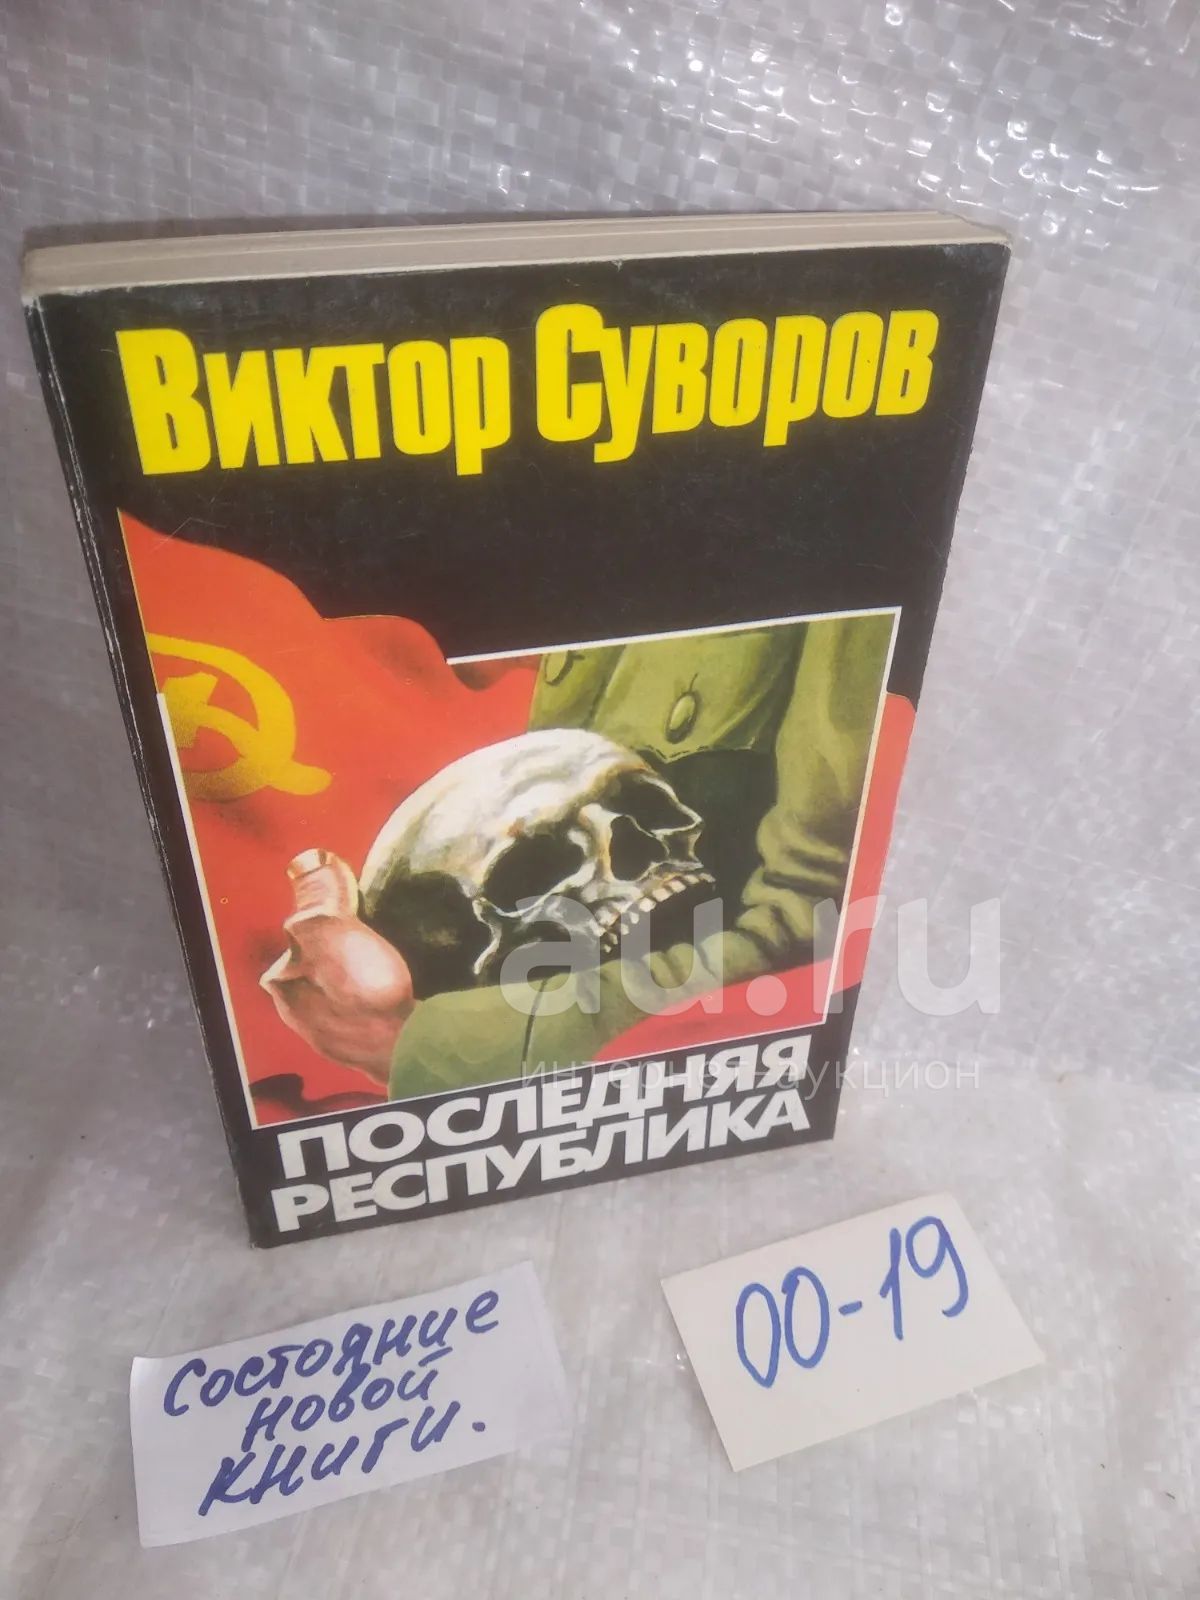 Виктор Суворов
ПОСЛЕДНЯЯ
РЕСПУБЛИКА
au.ru
интернет-аукцион
Состояние
новой
книги.
00-19